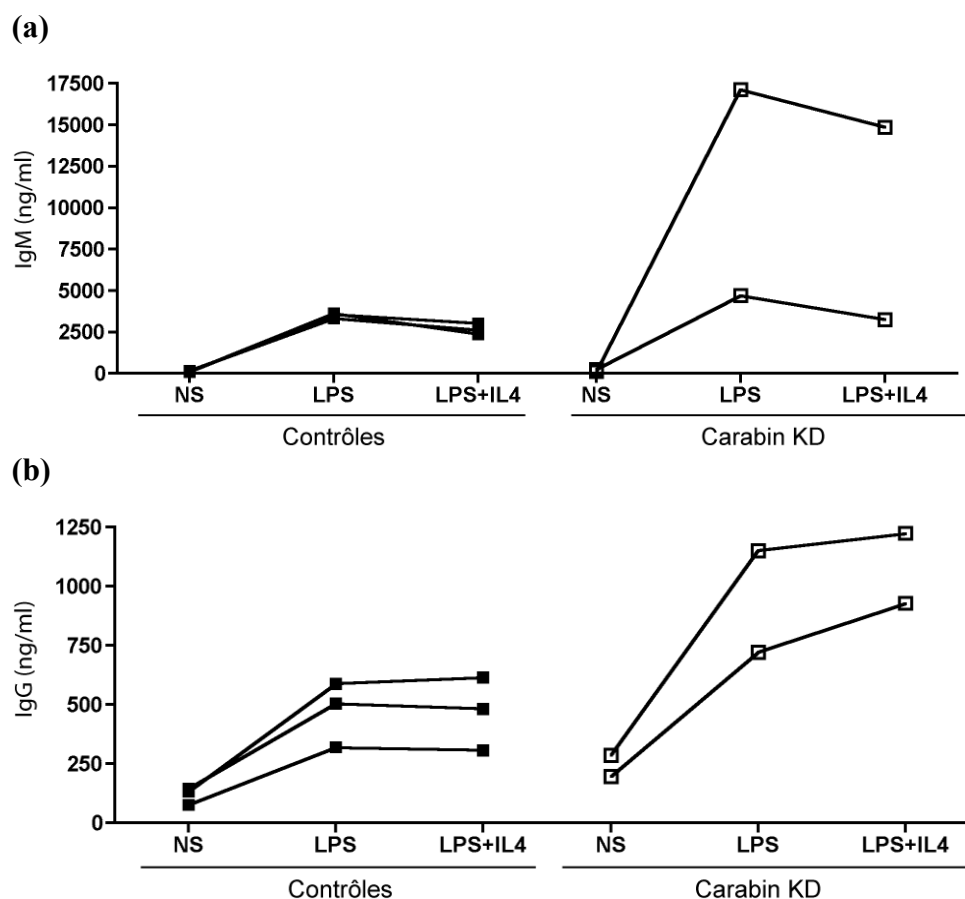 (a)
17500
15000
12500
10000
7500
5000
2500
0
IgM (ng/ml)
NS LPS LPS+IL4 NS LPS LPS+IL4
Contrôles Carabin KD
(b)
1250
1000
750
500
250
0
IgG (ng/ml)
NS LPS LPS+IL4 NS LPS LPS+IL4
Contrôles Carabin KD